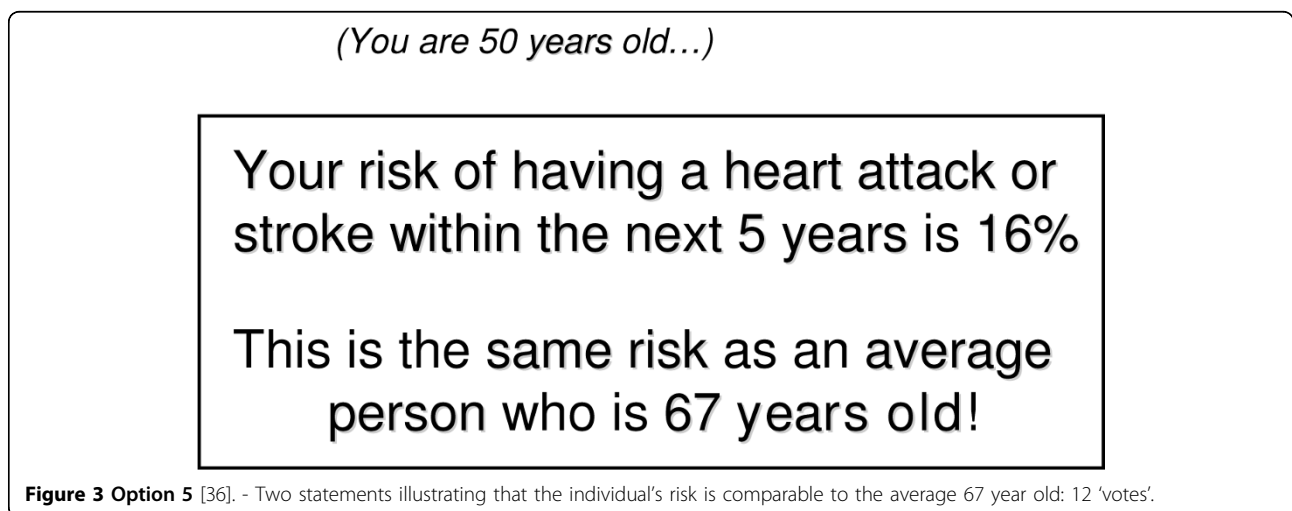 (You are 50 years old...)
Your risk of having a heart attack or
stroke within the next 5 years is 16%
This is the same risk as an average
person who is 67 years old!
Figure 3 Option 5 [36]. - Two statements illustrating that the individual's risk is comparable to the average 67 year old: 12 'votes'.